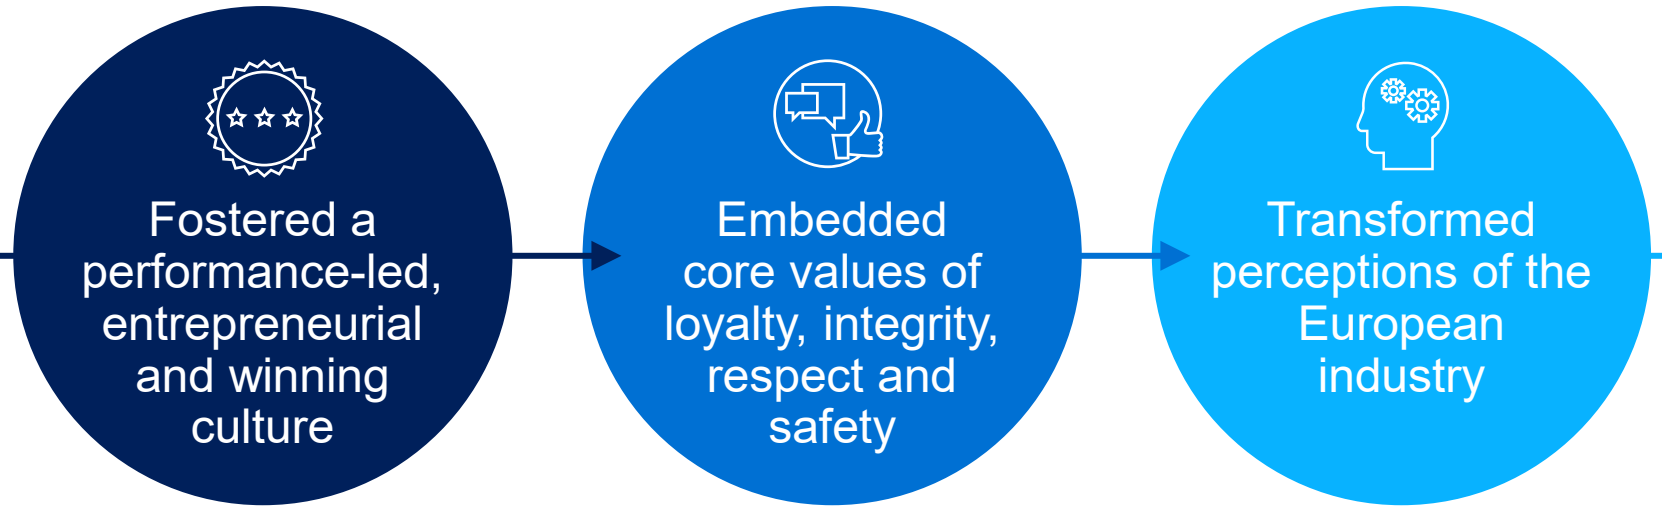 Fostered a
performance-led,
entrepreneurial
and winning
culture
Embedded
core values of
loyalty, integrity,
respect and
safety
Transformed
perceptions of the
European
industry